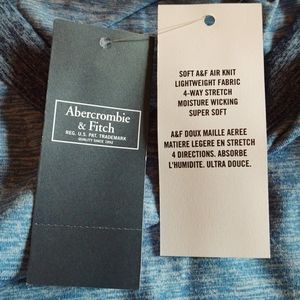 Abercrombie
& Fitch
REG. U.S. PAT. TRADEMARK
QUALITY SINCE 1892
SOFT A&F AIR KNIT
LIGHTWEIGHT FABRIC
4-WAY STRETCH
MOISTURE WICKING
SUPER SOFT
A&F DOUX MAILLE AEREE
MATIERE LEGERE EN STRETCH
4 DIRECTIONS. ABSORBE
L'HUMIDITE. ULTRA DOUCE.